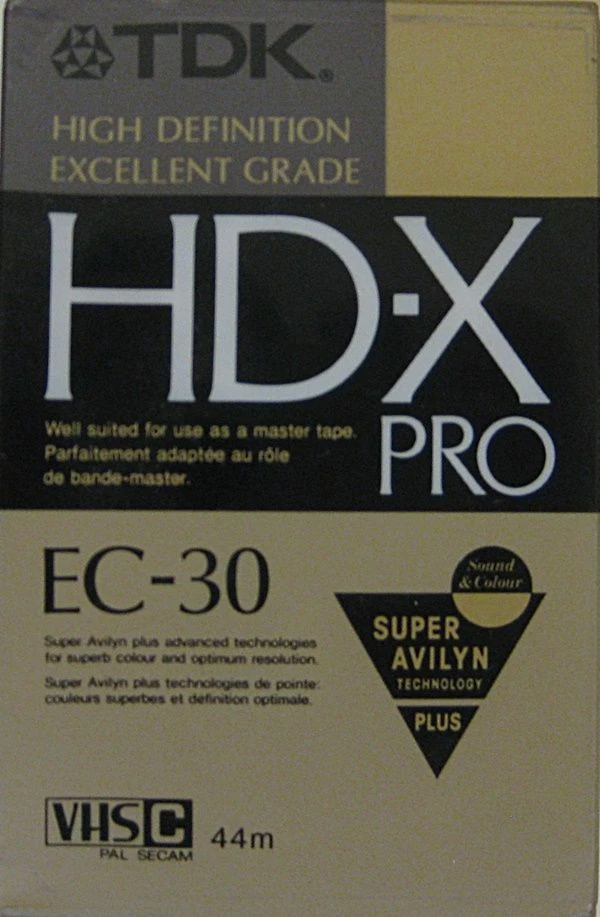 TDK®
HIGH DEFINITION
EXCELLENT GRADE
HD·X
PRO
Well suited for use as a master tape.
Parfaitement adaptée au rôle
de bande-master.
EC-30
Super Avilyn plus advanced technologies
for superb colour and optimum resolution.
Super Avilyn plus technologies de pointe:
couleurs superbes et définition optimale.
Sound
& Colour
SUPER
AVILYN
TECHNOLOGY
PLUS
VHS C
PAL SECAM
44m